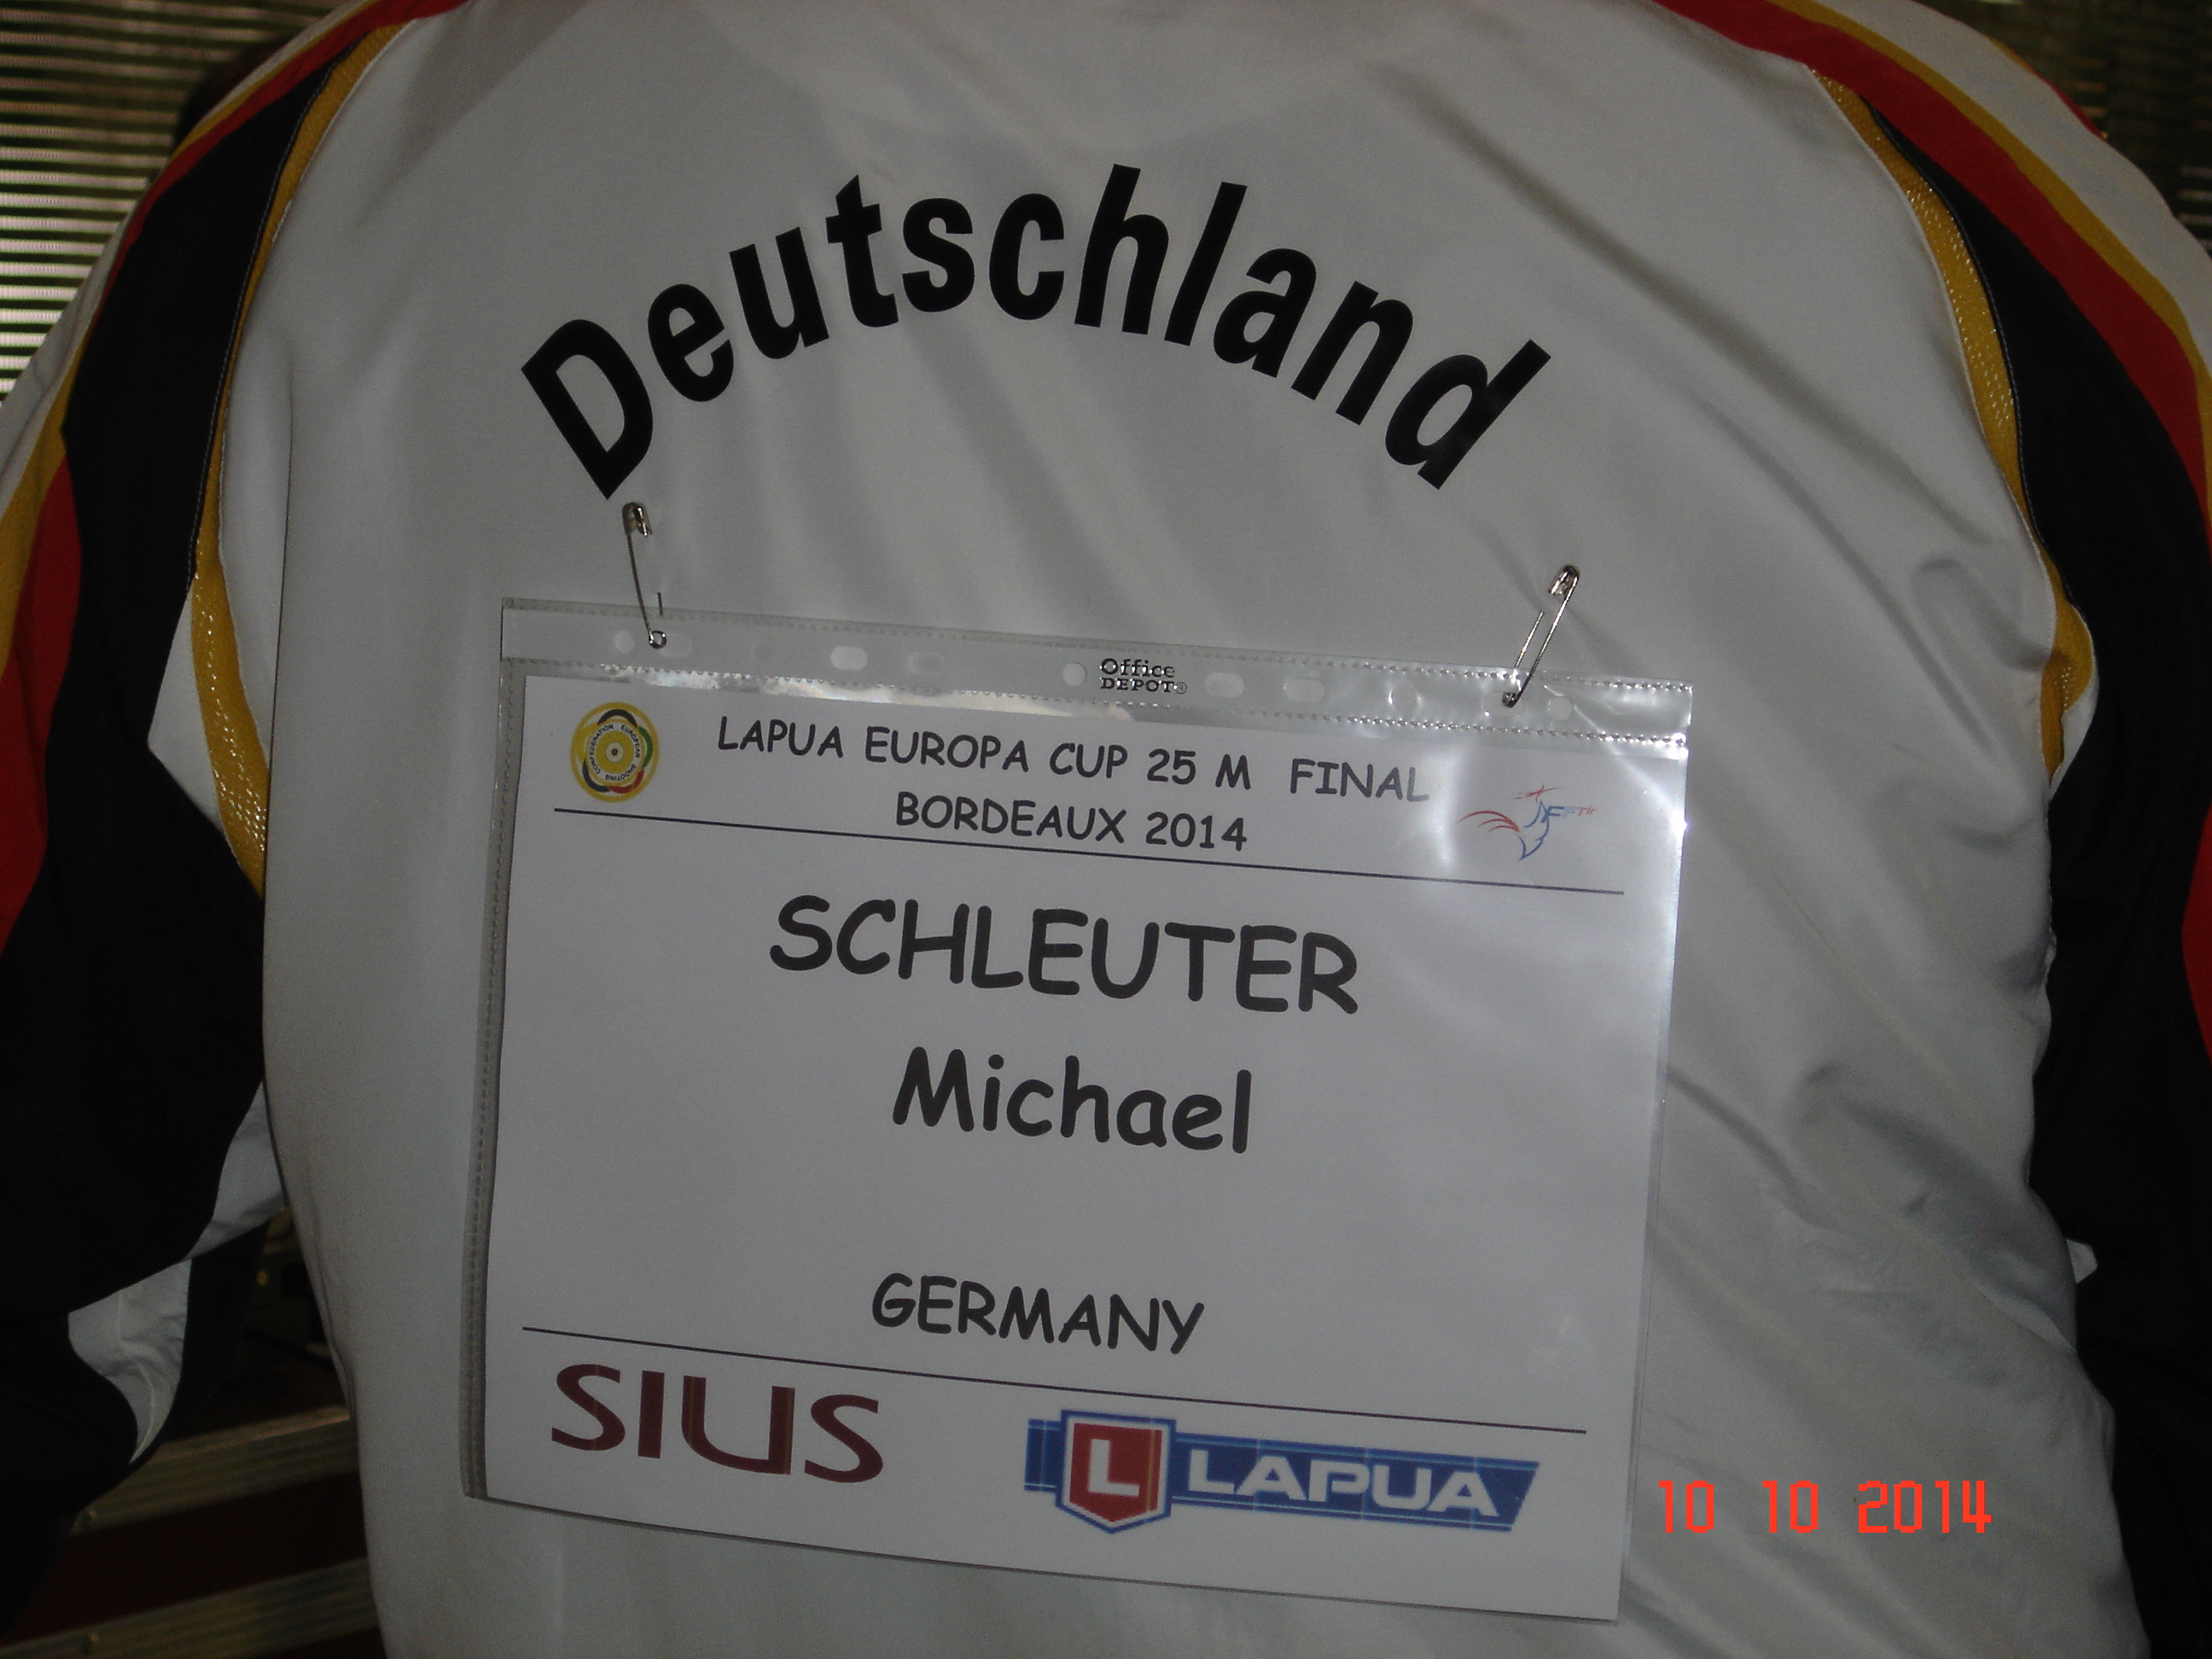 Deutschland
Office
DEPOT®
LAPUA EUROPA CUP 25 M FINAL
BORDEAUX 2014
SCHLEUTER
Michael
GERMANY
SIUS
L LAPUA
10 10 2014